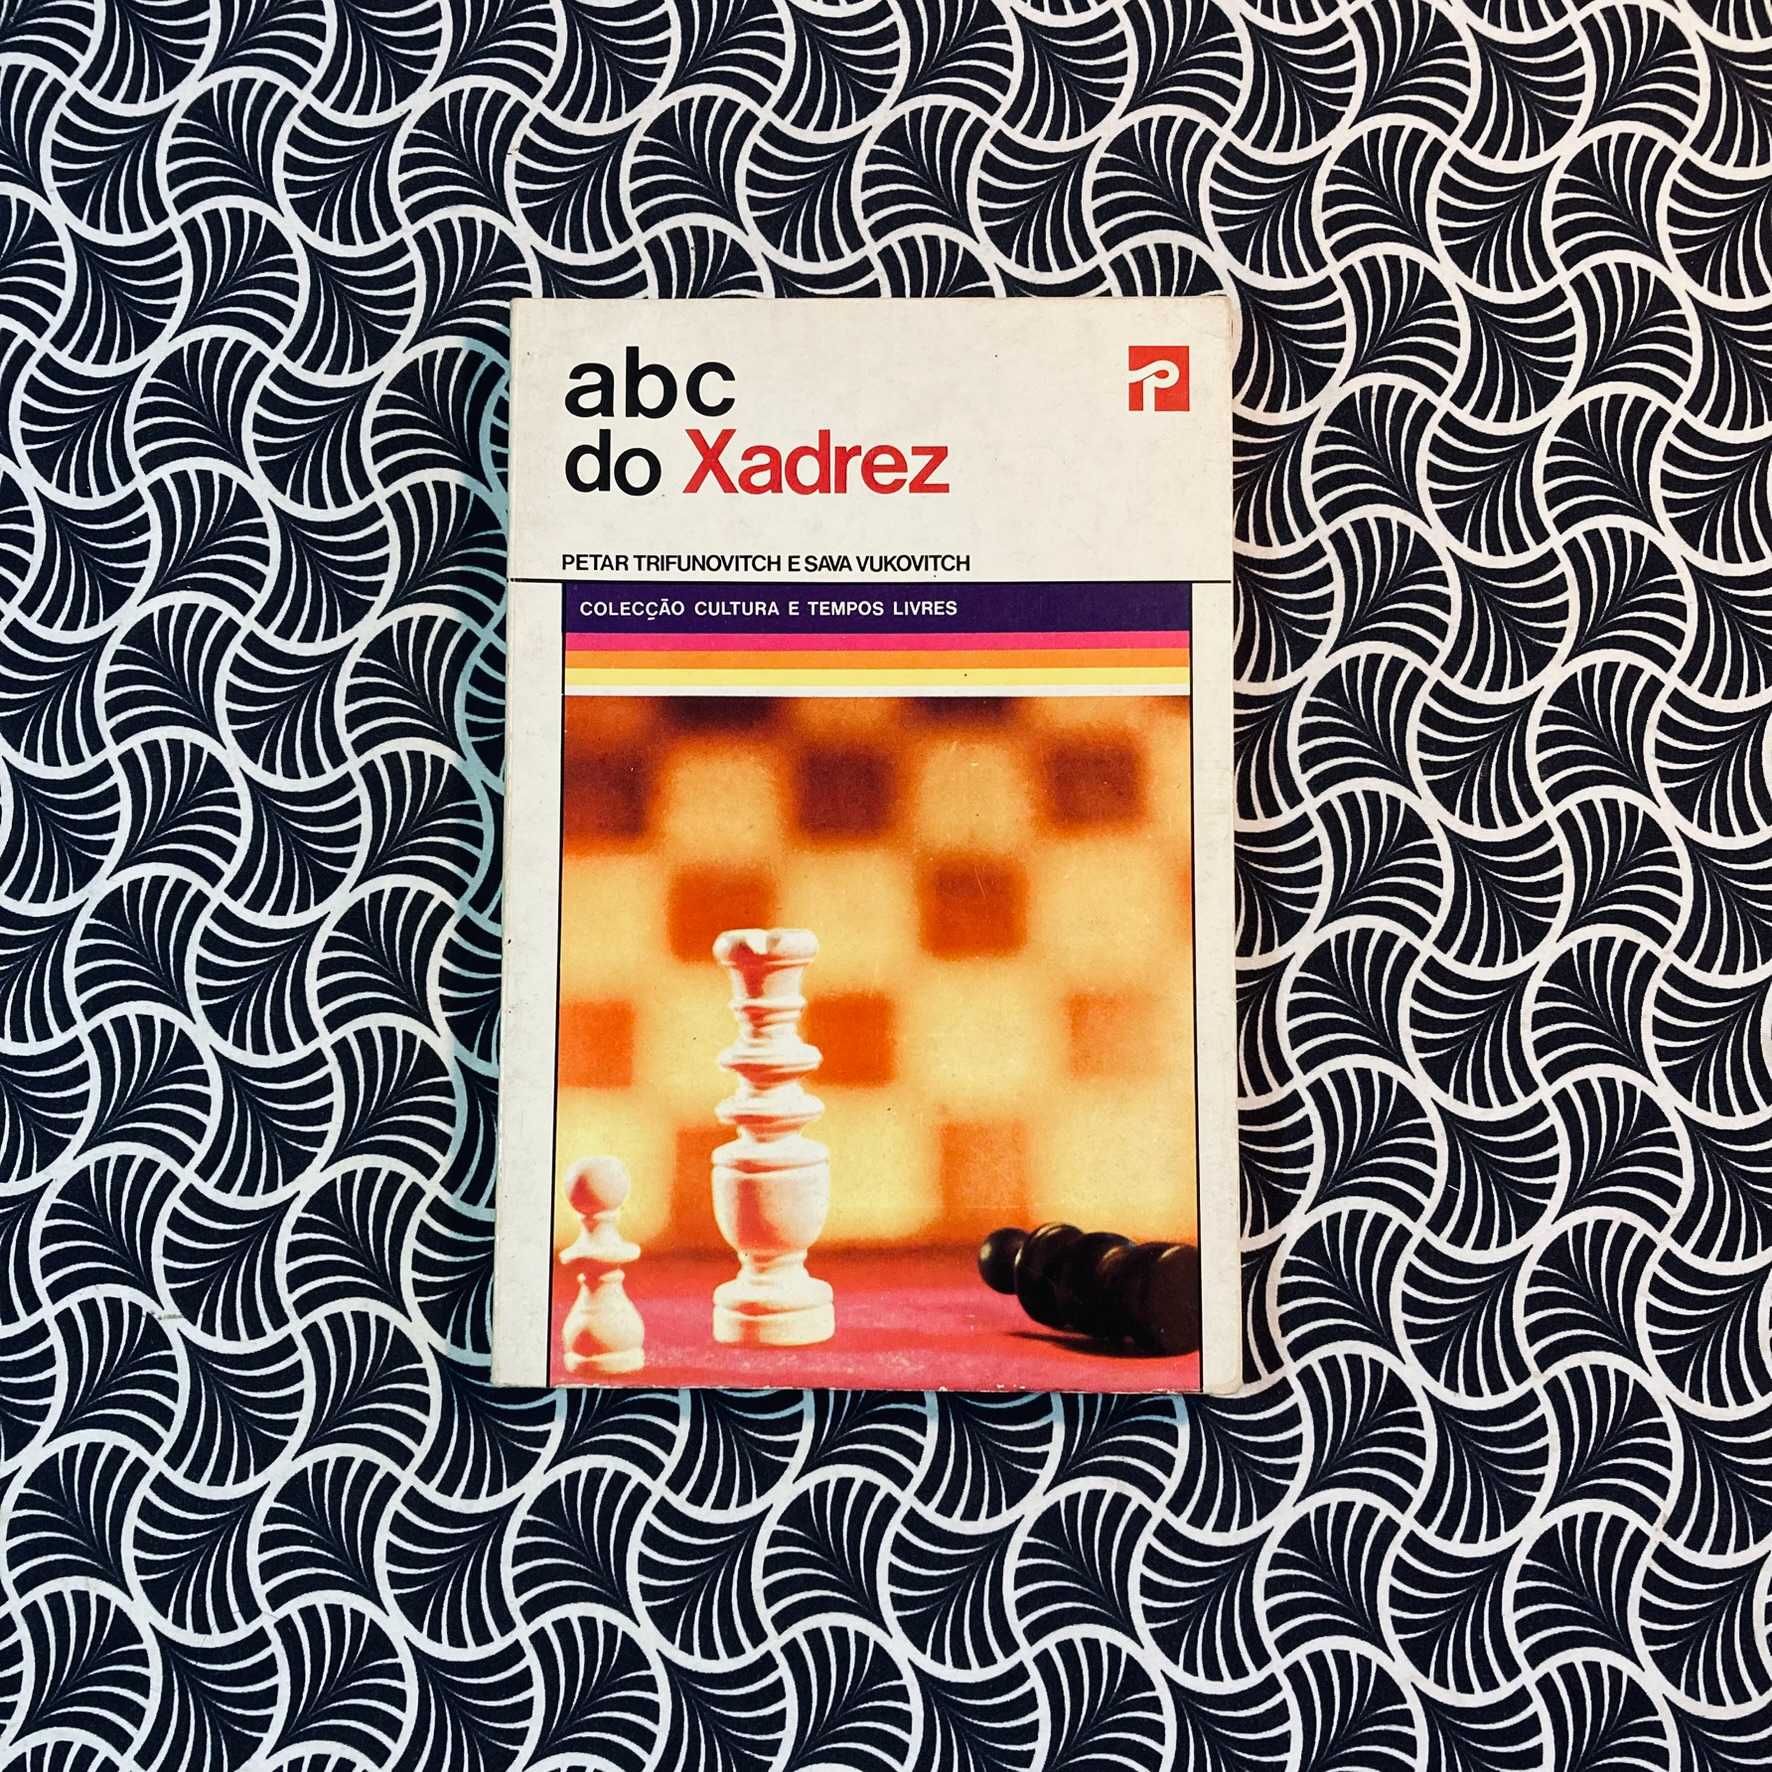 abc
do Xadrez
PETAR TRIFUNOVITCH E SAVA VUKOVITCH
COLECÇÃO CULTURA E TEMPOS LIVRES